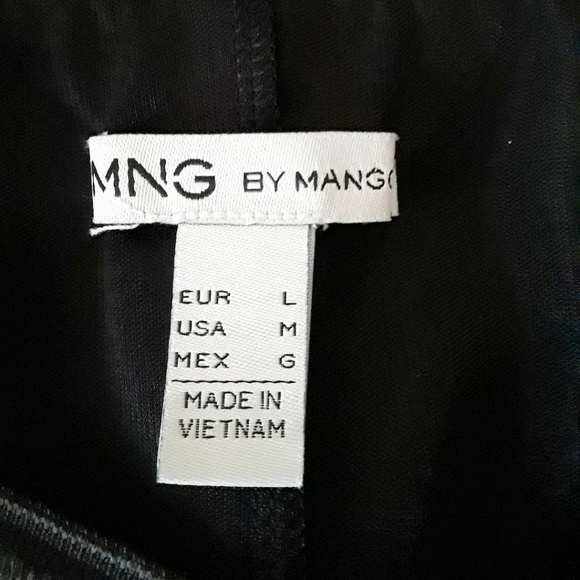 MNG BY MANGO
EUR L
USA M
MEX G
MADE IN
VIETNAM